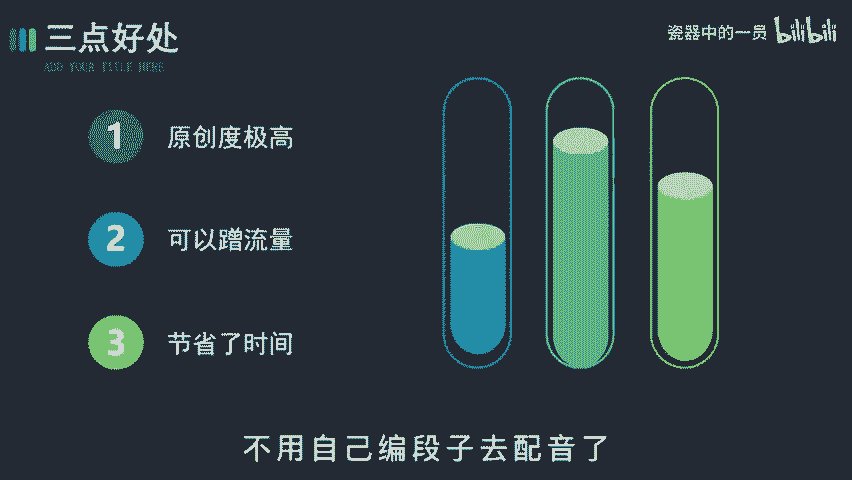 三点好处
ADD YOUR TITLE HERE
瓷器中的一员 bilibili
1 原创度极高
2 可以蹭流量
3 节省了时间
不用自己编段子去配音了